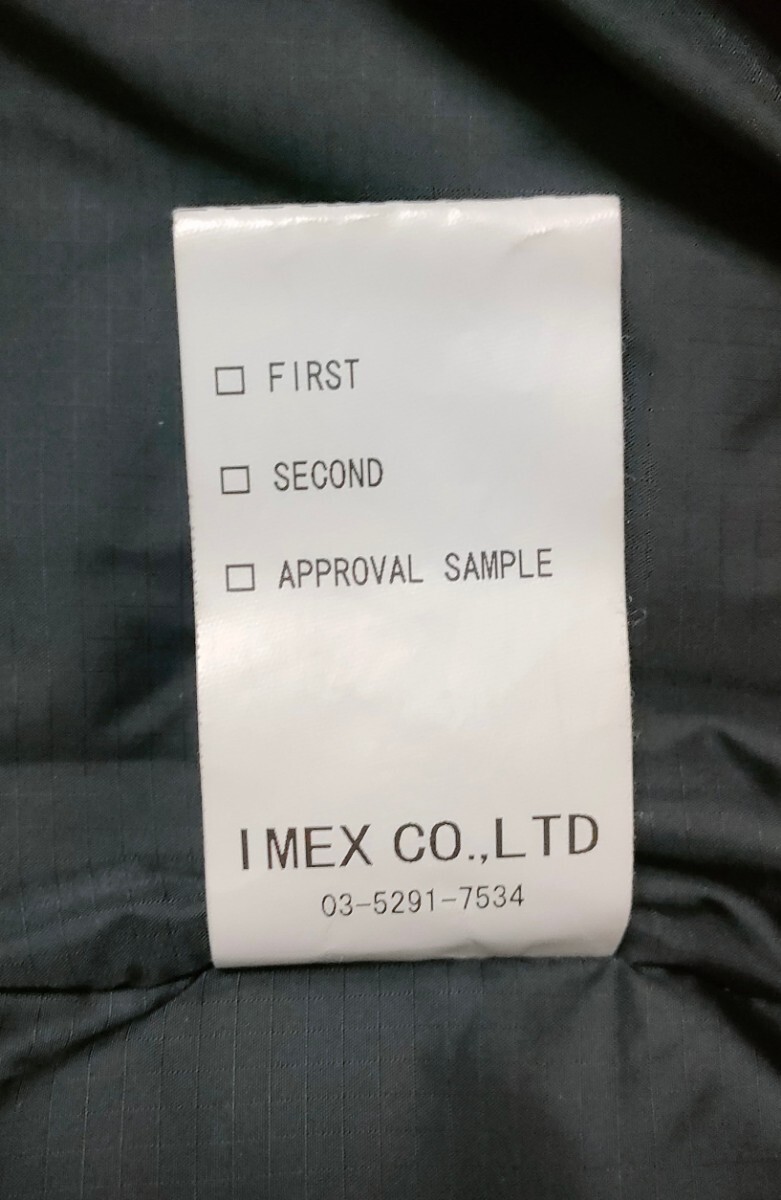 □ FIRST
□ SECOND
□ APPROVAL SAMPLE
IMEX CO.,LTD
03-5291-7534